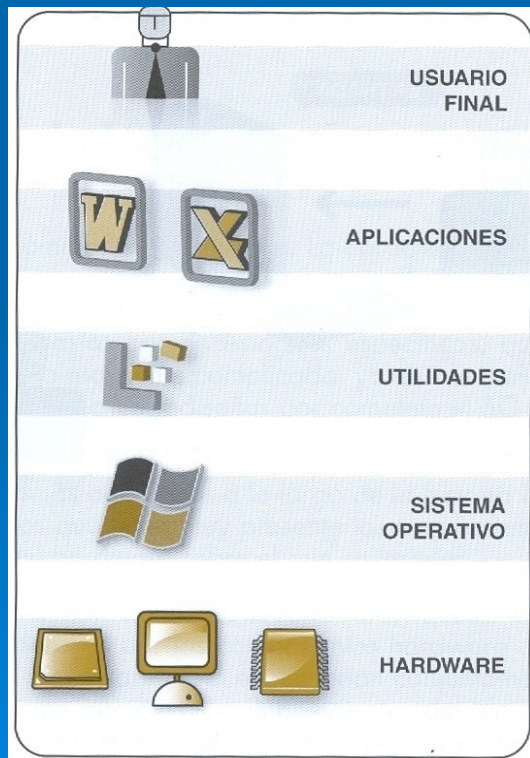 USUARIO
FINAL
W X
APLICACIONES
UTILIDADES
SISTEMA
OPERATIVO
HARDWARE